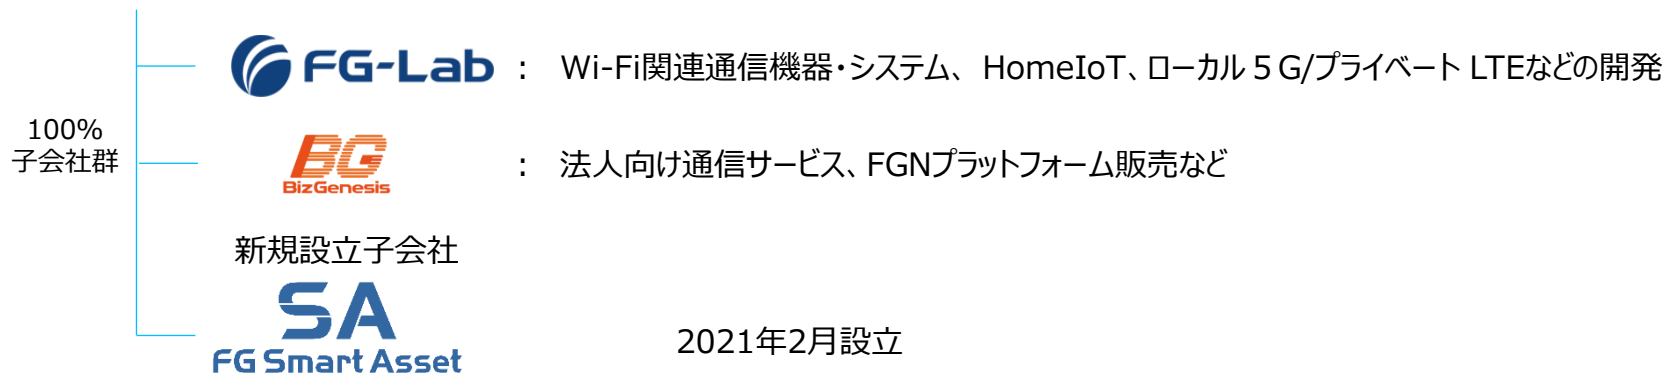 FG-Lab : Wi-Fi関連通信機器・システム、HomeIoT、ローカル５G/プライベート LTEなどの開発
100%
子会社群
BG
BizGenesis : 法人向け通信サービス、FGNプラットフォーム販売など
新規設立子会社
SA
FG Smart Asset
2021年2月設立